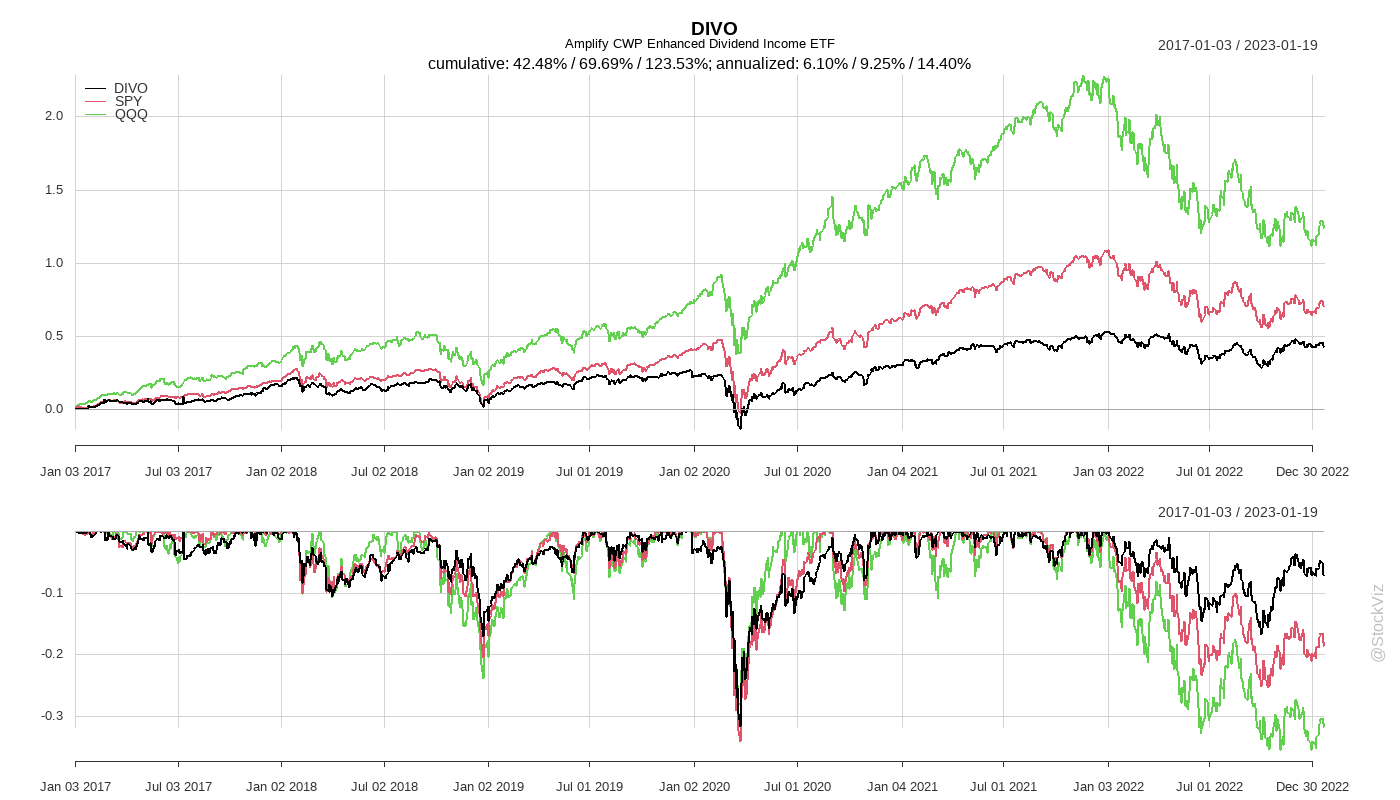 DIVO
Amplify CWP Enhanced Dividend Income ETF
2017-01-03 / 2023-01-19
cumulative: 42.48% / 69.69% / 123.53%; annualized: 6.10% / 9.25% / 14.40%
DIVO
SPY
QQQ
2.0
1.5
1.0
0.5
0.0
Jan 03 2017 Jul 03 2017 Jan 02 2018 Jul 02 2018 Jan 02 2019 Jul 01 2019 Jan 02 2020 Jul 01 2020 Jan 04 2021 Jul 01 2021 Jan 03 2022 Jul 01 2022 Dec 30 2022
2017-01-03 / 2023-01-19
-0.1
-0.2
-0.3
Jan 03 2017 Jul 03 2017 Jan 02 2018 Jul 02 2018 Jan 02 2019 Jul 01 2019 Jan 02 2020 Jul 01 2020 Jan 04 2021 Jul 01 2021 Jan 03 2022 Jul 01 2022 Dec 30 2022
@StockViz